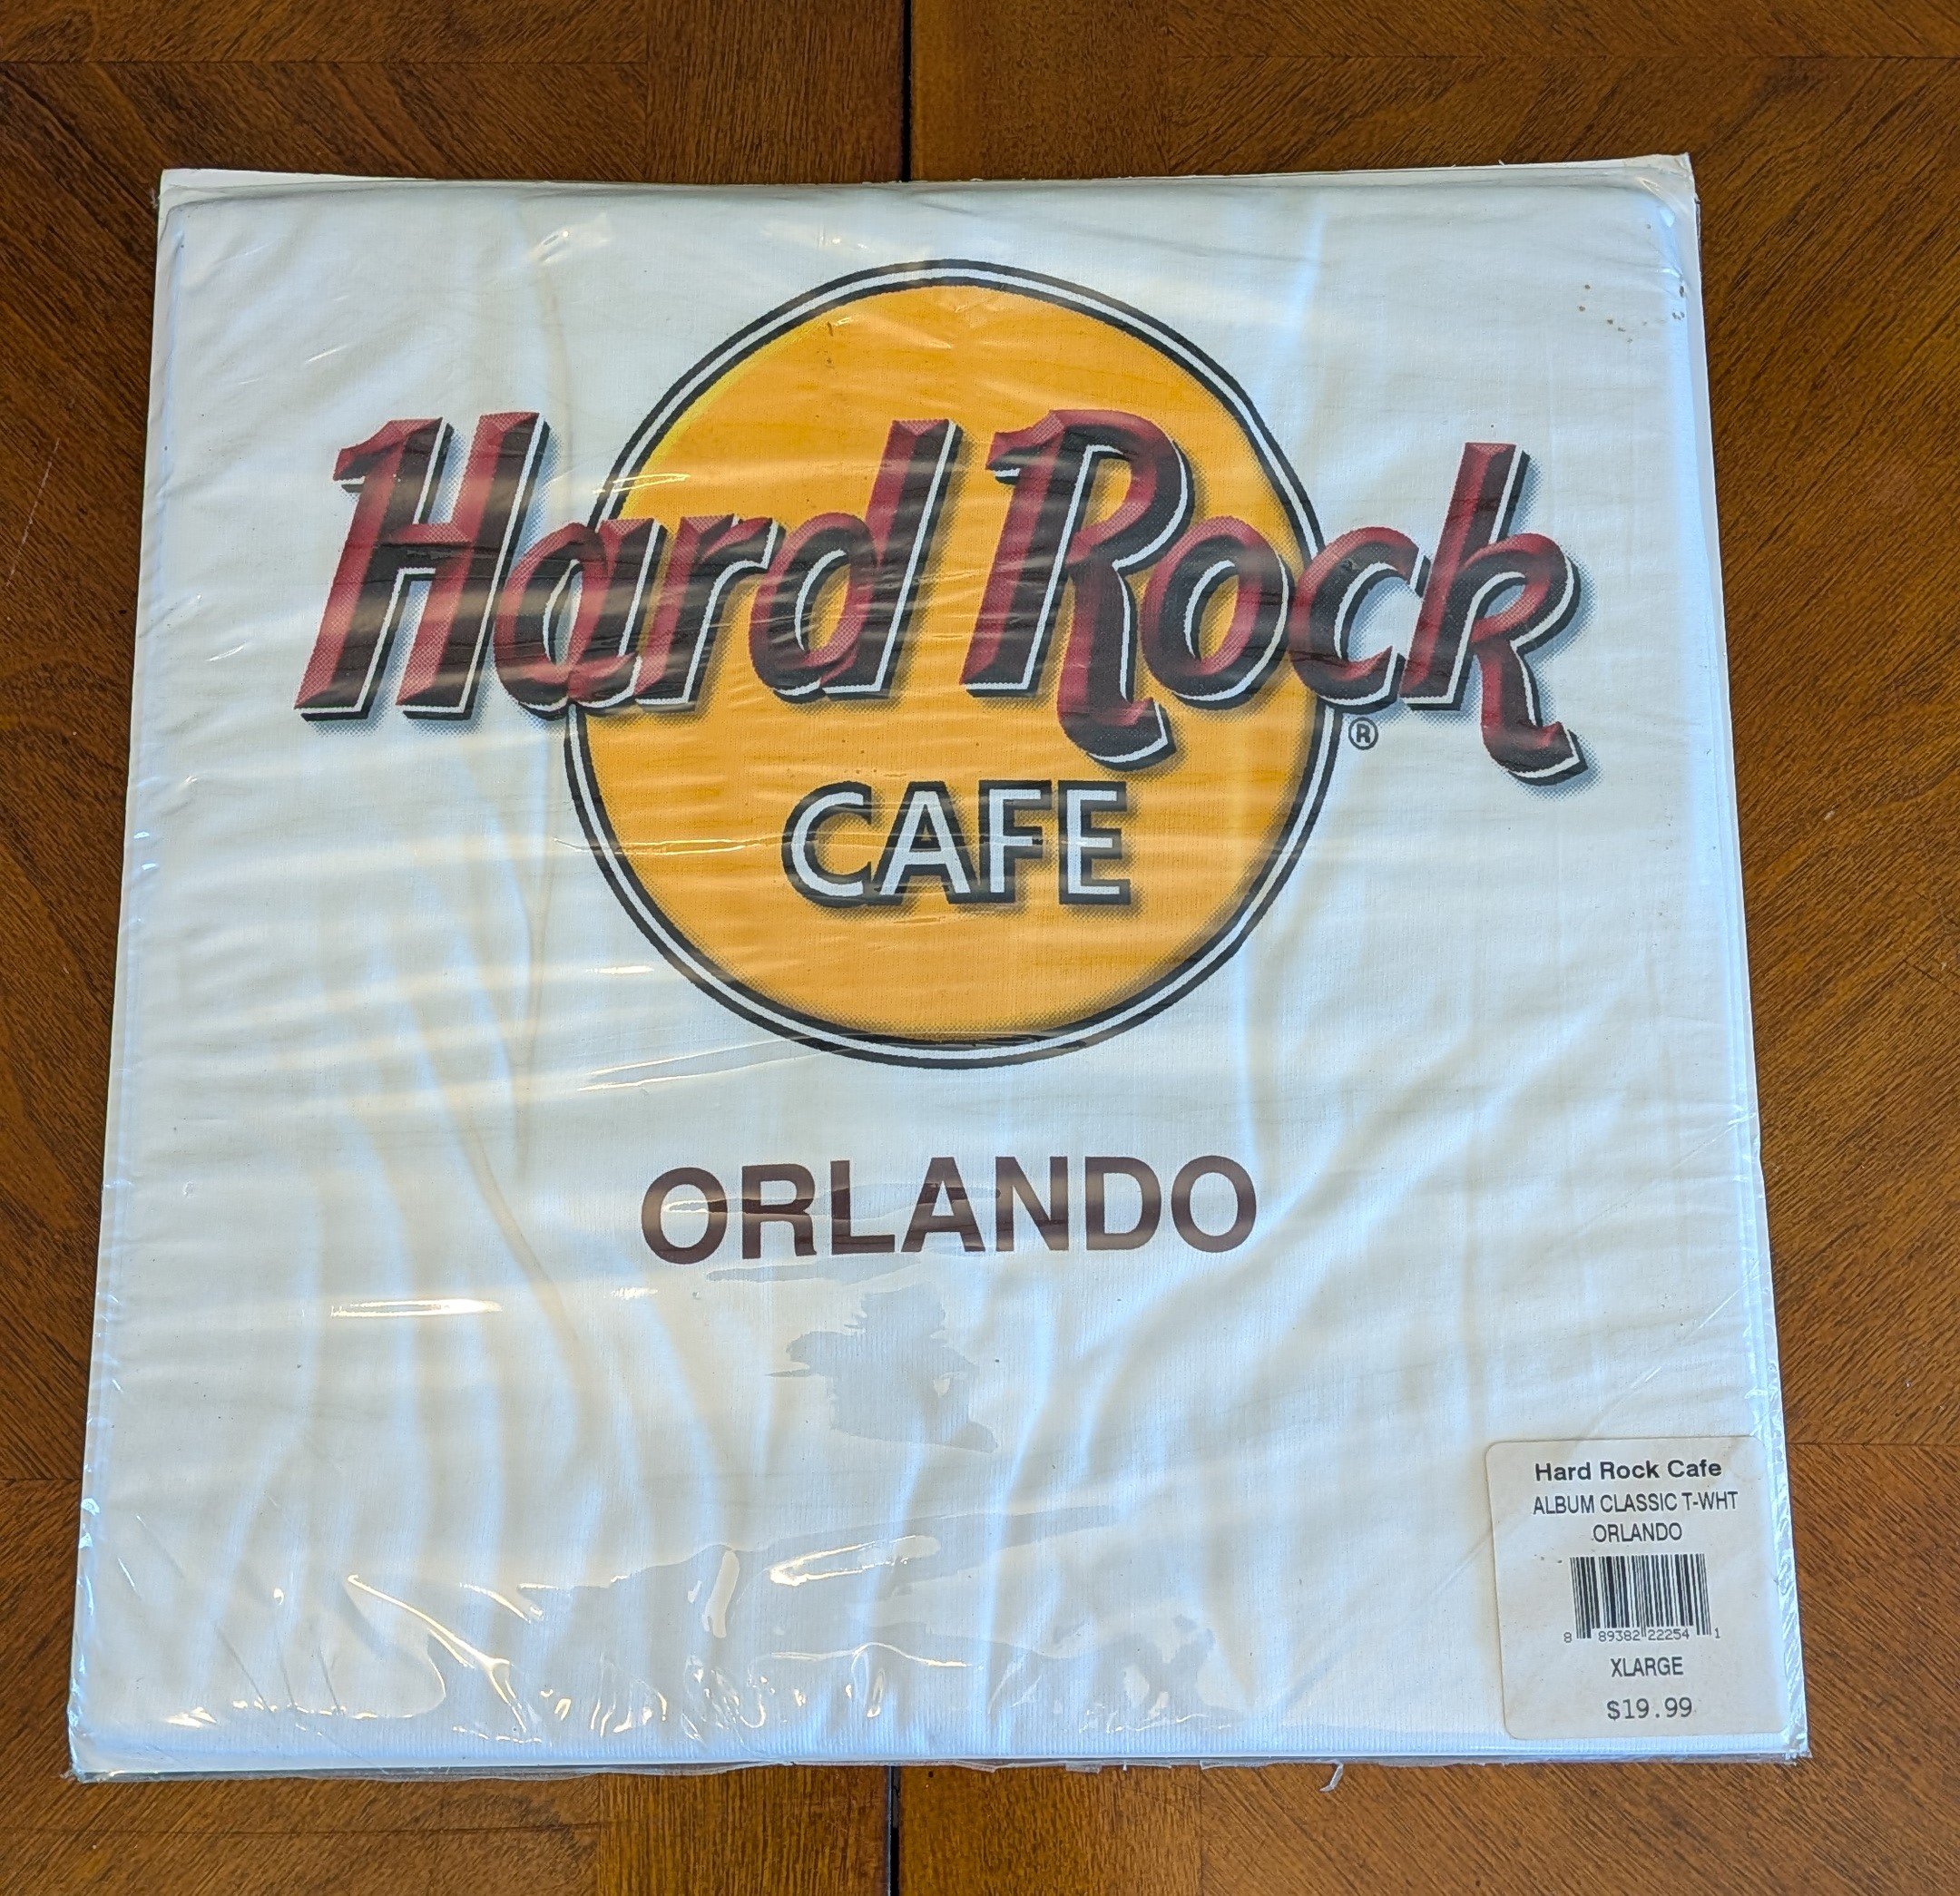 Hard Rock
®
CAFE
ORLANDO
Hard Rock Cafe
ALBUM CLASSIC T-WHT
ORLANDO
8 89382 22254 1
XLARGE
$19.99